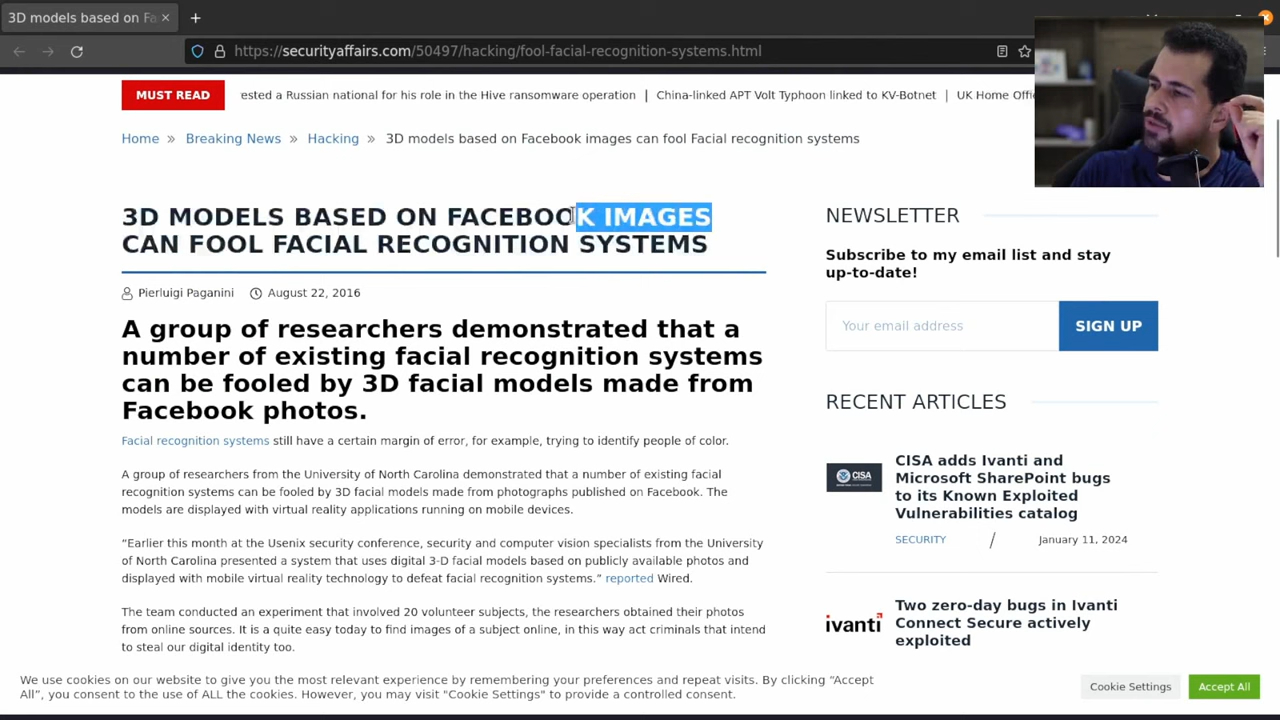 3D models based on Fa
https://securityaffairs.com/50497/hacking/fool-facial-recognition-systems.html
MUST READ
ested a Russian national for his role in the Hive ransomware operation | China-linked APT Volt Typhoon linked to KV-Botnet | UK Home Offi
Home » Breaking News » Hacking » 3D models based on Facebook images can fool Facial recognition systems
3D MODELS BASED ON FACEBOOK IMAGES
CAN FOOL FACIAL RECOGNITION SYSTEMS
Pierluigi Paganini August 22, 2016
A group of researchers demonstrated that a
number of existing facial recognition systems
can be fooled by 3D facial models made from
Facebook photos.
Facial recognition systems still have a certain margin of error, for example, trying to identify people of color.
A group of researchers from the University of North Carolina demonstrated that a number of existing facial
recognition systems can be fooled by 3D facial models made from photographs published on Facebook. The
models are displayed with virtual reality applications running on mobile devices.
“Earlier this month at the Usenix security conference, security and computer vision specialists from the University
of North Carolina presented a system that uses digital 3-D facial models based on publicly available photos and
displayed with mobile virtual reality technology to defeat facial recognition systems.” reported Wired.
The team conducted an experiment that involved 20 volunteer subjects, the researchers obtained their photos
from online sources. It is a quite easy today to find images of a subject online, in this way act criminals that intend
to steal our digital identity too.
NEWSLETTER
Subscribe to my email list and stay
up-to-date!
Your email address
SIGN UP
RECENT ARTICLES
CISA
CISA adds Ivanti and
Microsoft SharePoint bugs
to its Known Exploited
Vulnerabilities catalog
SECURITY / January 11, 2024
ivanti
Two zero-day bugs in Ivanti
Connect Secure actively
exploited
We use cookies on our website to give you the most relevant experience by remembering your preferences and repeat visits. By clicking “Accept
All”, you consent to the use of ALL the cookies. However, you may visit "Cookie Settings" to provide a controlled consent.
Cookie Settings
Accept All